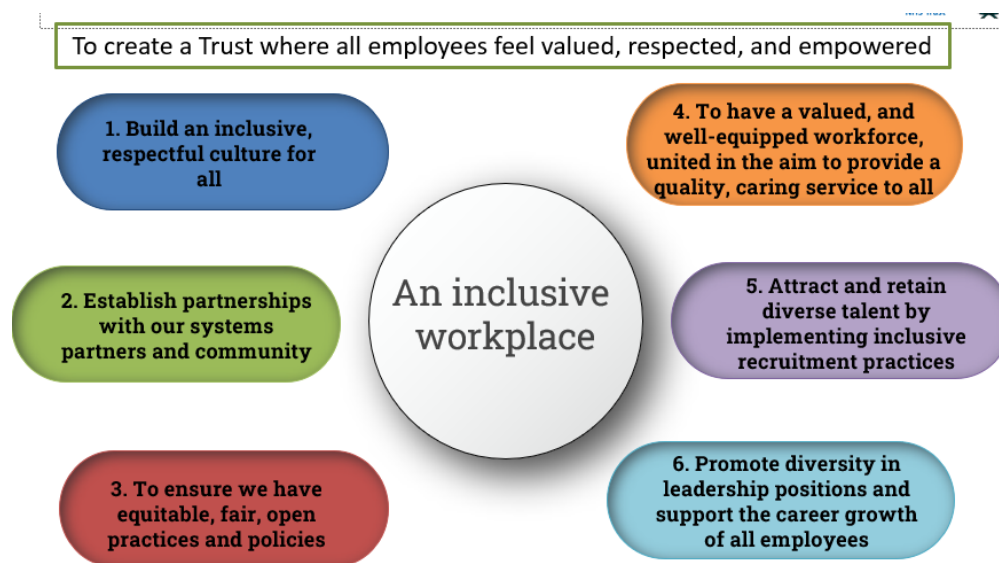 To create a Trust where all employees feel valued, respected, and empowered
1. Build an inclusive,
respectful culture for
all
2. Establish partnerships
with our systems
partners and community
3. To ensure we have
equitable, fair, open
practices and policies
An inclusive
workplace
4. To have a valued, and
well-equipped workforce,
united in the aim to provide a
quality, caring service to all
5. Attract and retain
diverse talent by
implementing inclusive
recruitment practices
6. Promote diversity in
leadership positions and
support the career growth
of all employees